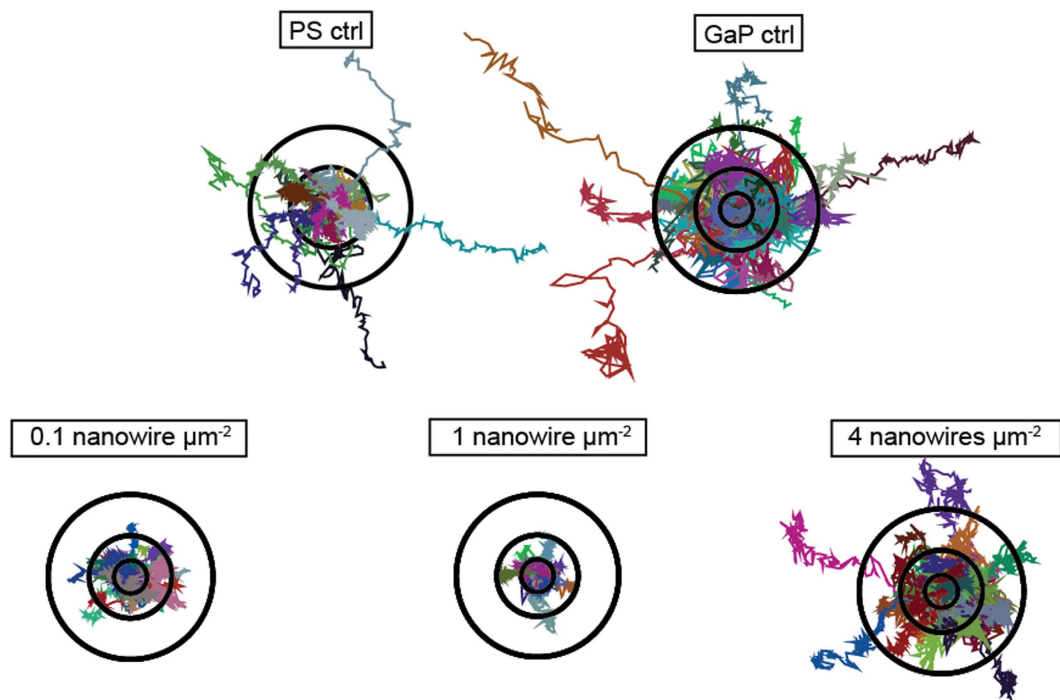 PS ctrl
GaP ctrl
0.1 nanowire µm⁻²
1 nanowire µm⁻²
4 nanowires µm⁻²